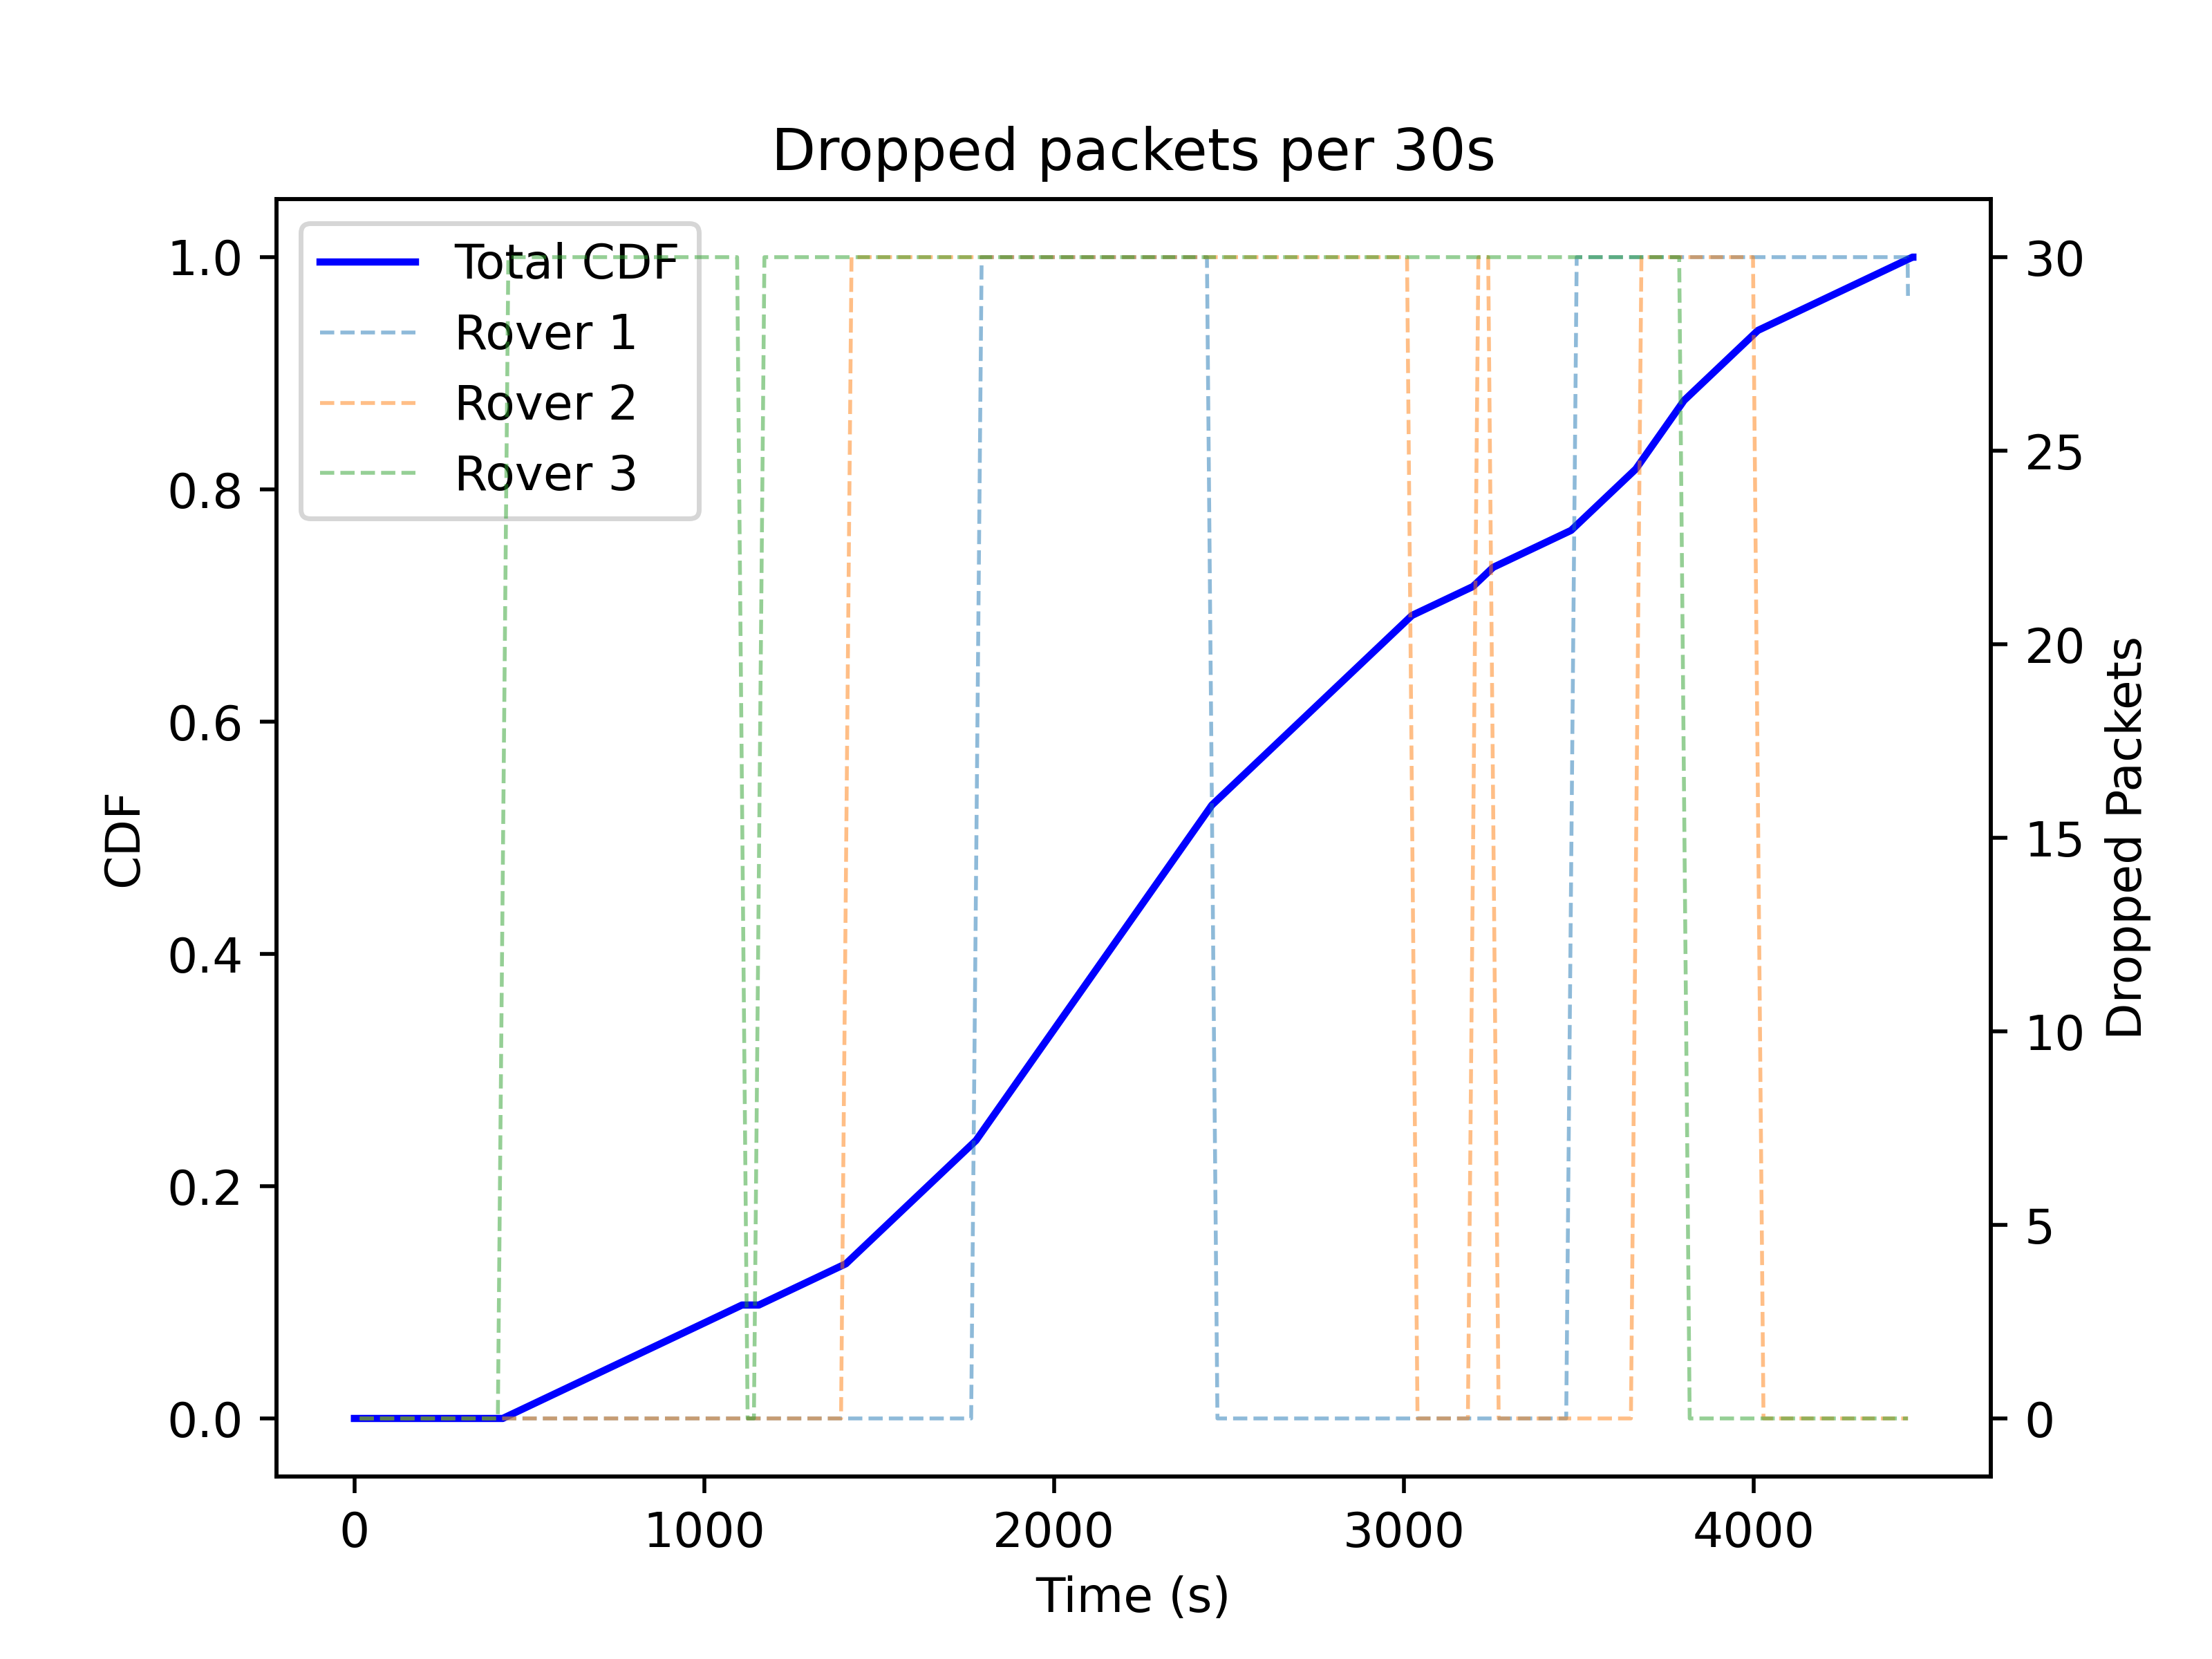 Dropped packets per 30s
Total CDF
Rover 1
Rover 2
Rover 3
1.0
0.8
0.6
0.4
0.2
0.0
CDF
30
25
20
15
10
5
0
Dropped Packets
0
1000
2000
3000
4000
Time (s)